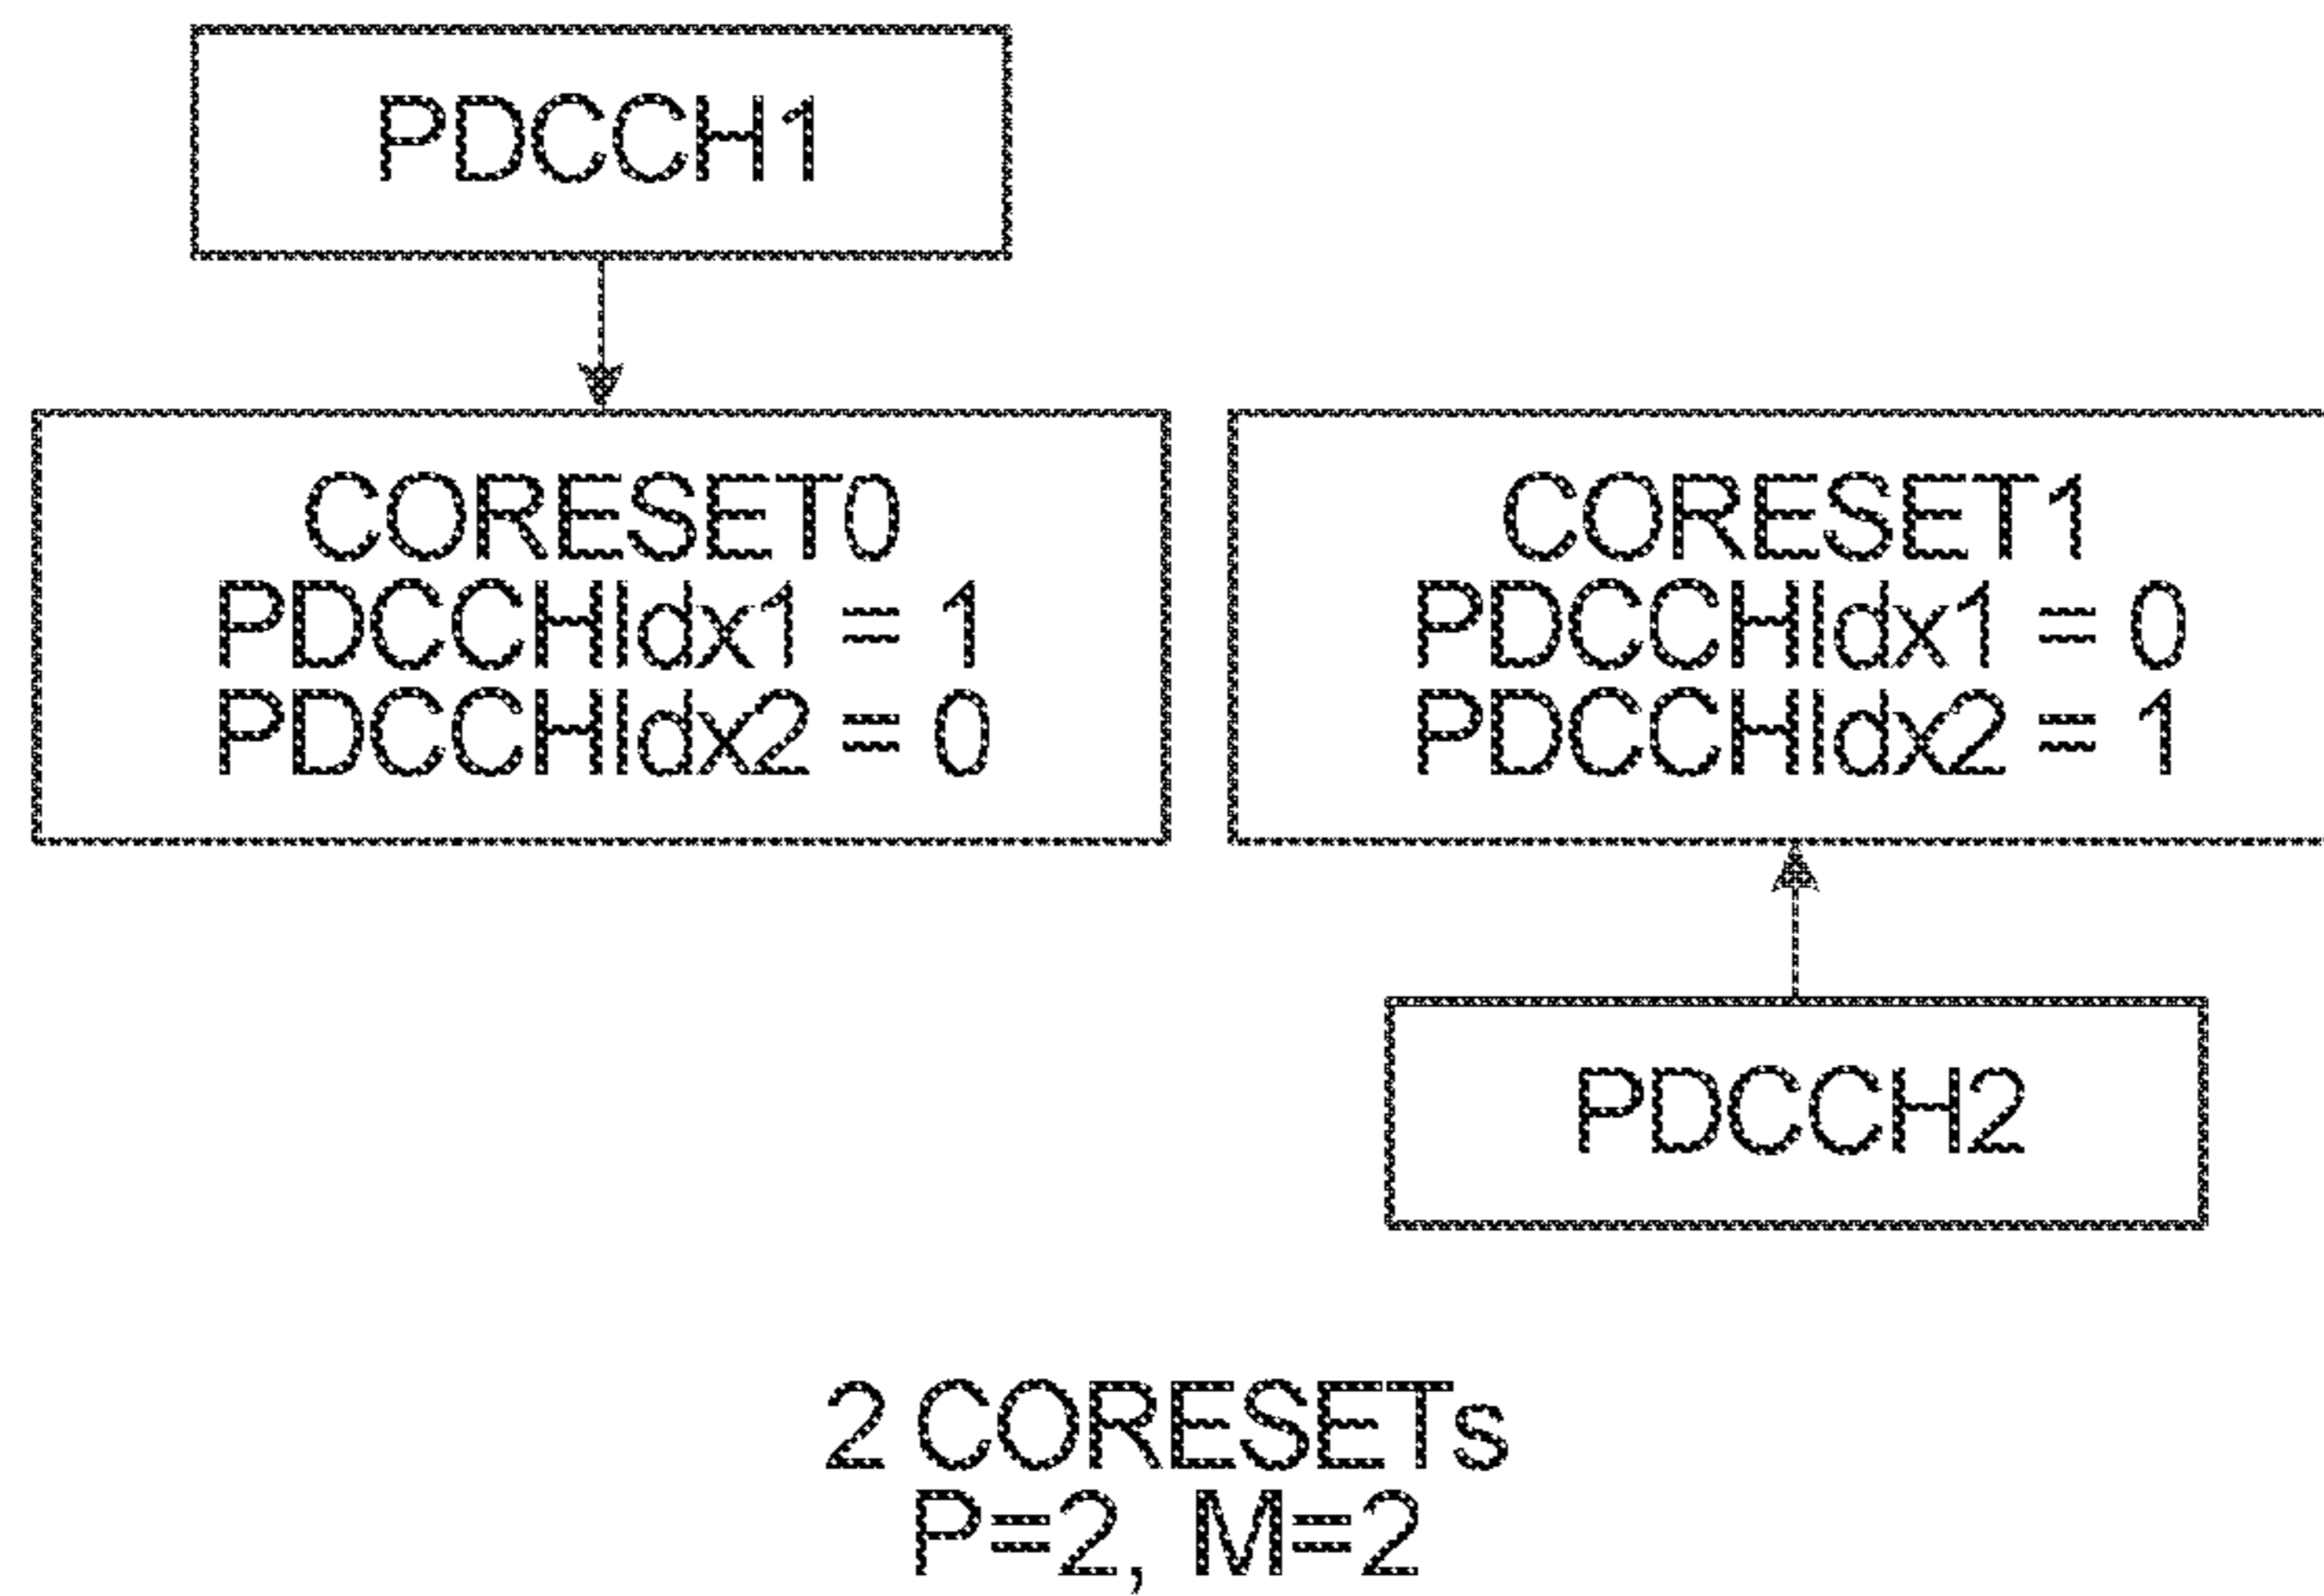 PDCCH1
CORESET0
PDCCHIdx1 = 1
PDCCHIdx2 = 0
CORESET1
PDCCHIdx1 = 0
PDCCHIdx2 = 1
PDCCH2
2 CORESETs
P=2, M=2